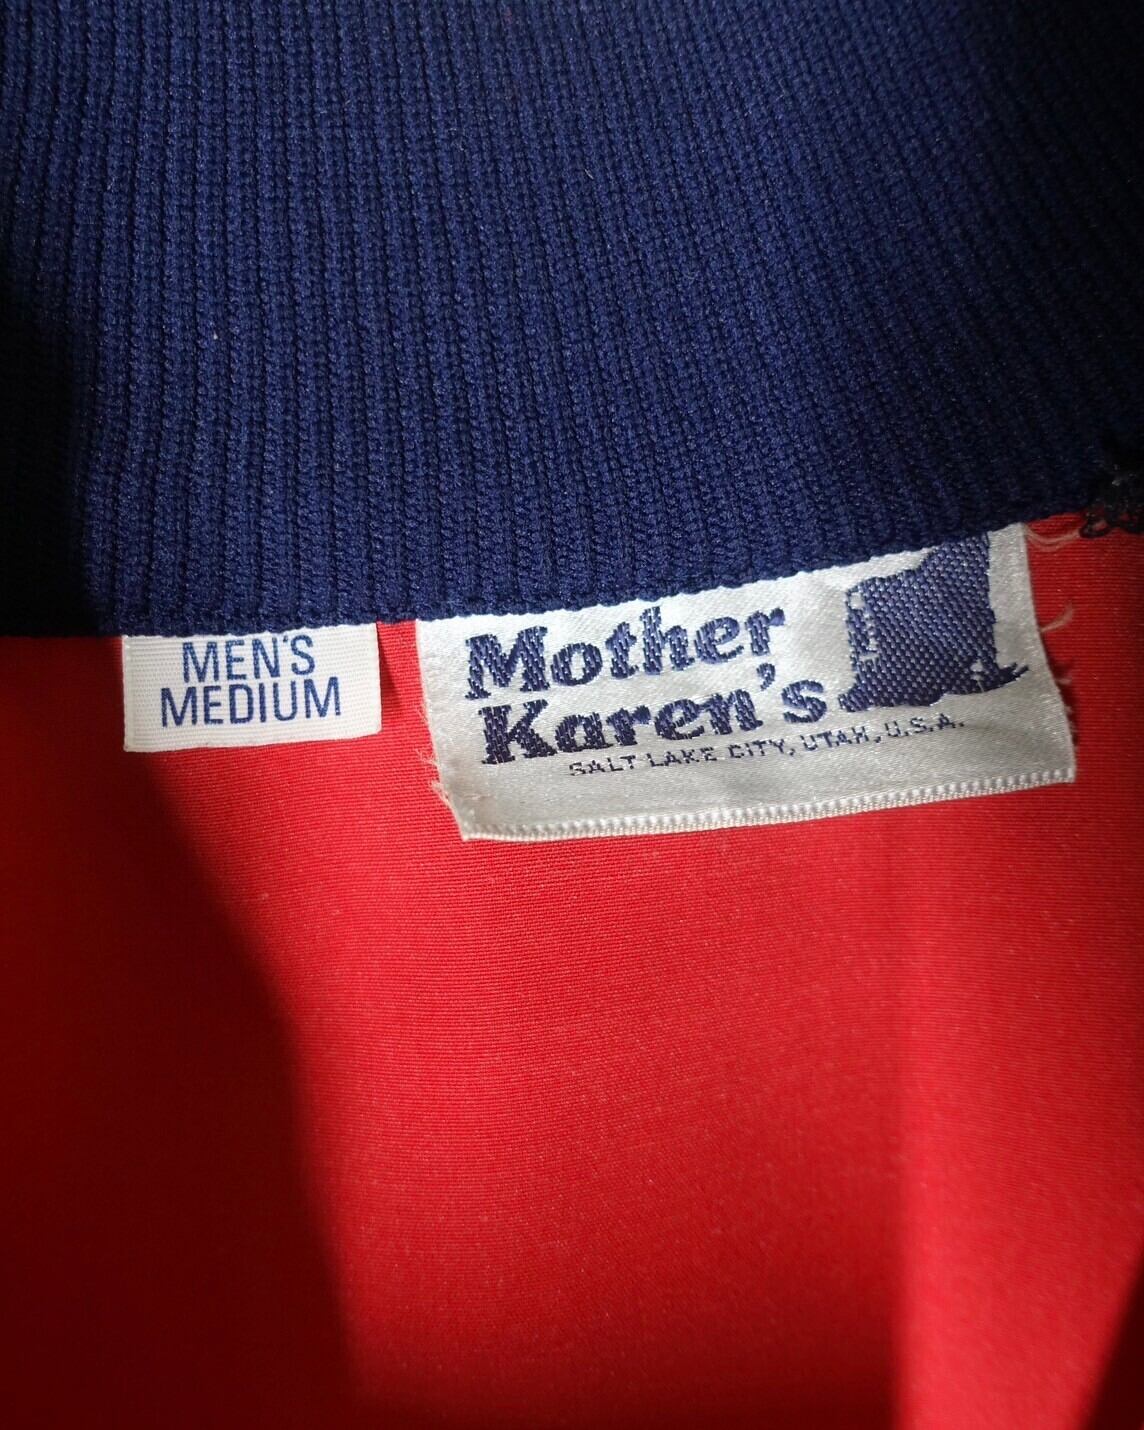 MEN'S
MEDIUM
Mother
Karen's
SALT LAKE CITY, UTAH, U.S.A.